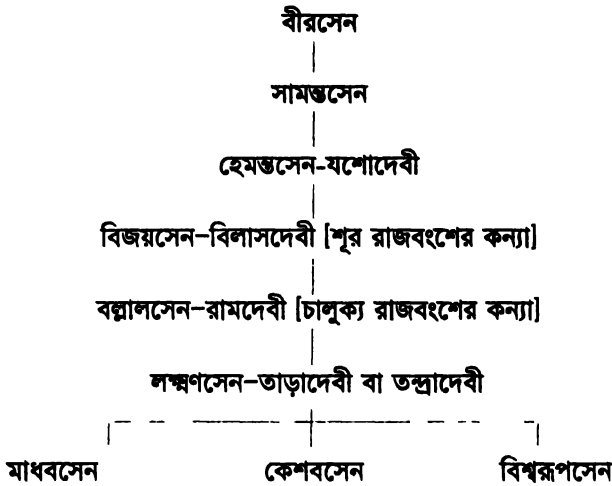 বীরসেন
সামন্তসেন
হেমন্তসেন-যশোদেবী
বিজয়সেন–বিলাসদেবী [শূর রাজবংশের কন্যা]
বল্লালসেন–রামদেবী [চালুক্য রাজবংশের কন্যা]
লক্ষ্মণসেন–তাড়াদেবী বা তন্দ্রাদেবী
মাধবসেন কেশবসেন বিশ্বরূপসেন